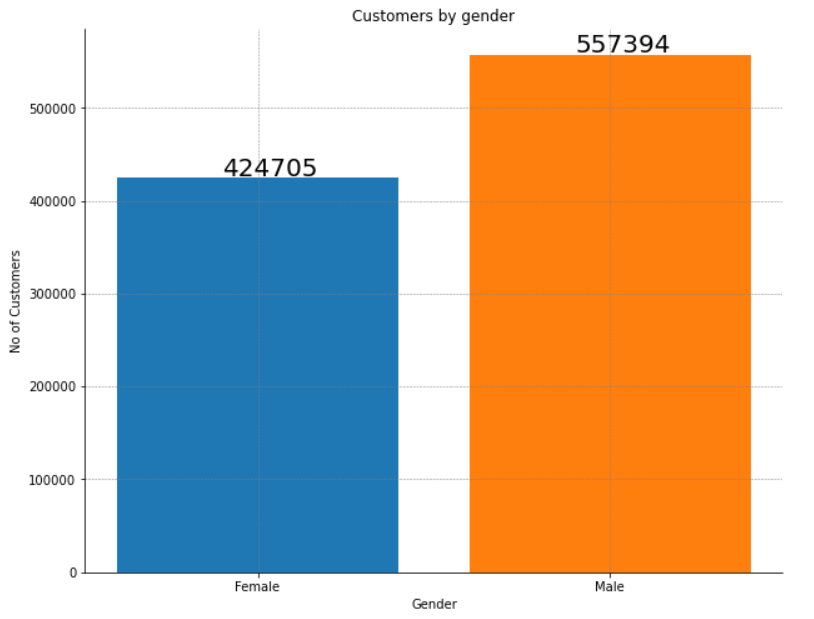 Customers by gender
557394
424705
500000
400000
300000
200000
100000
0
No of Customers
Female Male
Gender